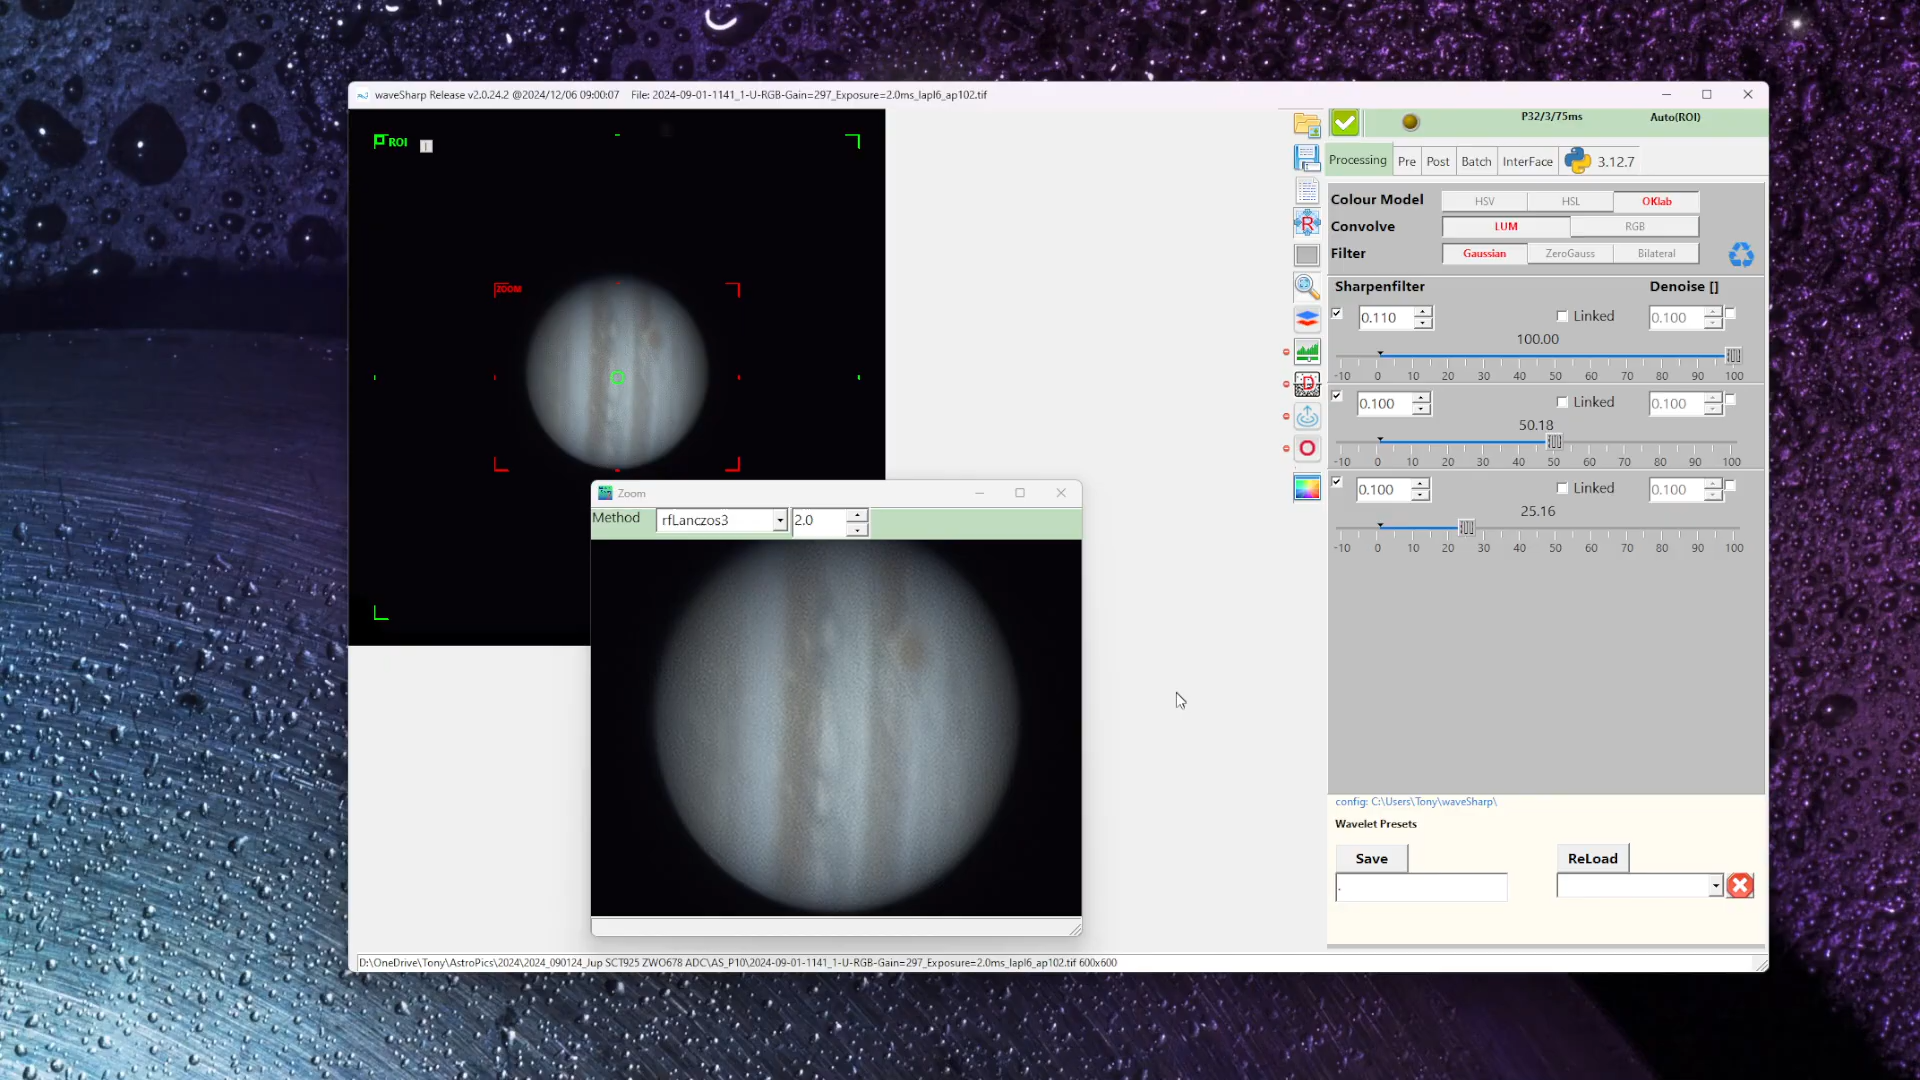 waveSharp Release v2.0.24.2 @2024/12/06 09:00:07 File: 2024-09-01-1141_1-U-RGB-Gain=297_Exposure=2.0ms_lapl6_ap102.tif
P32/3/75ms Auto(ROI)
ROI
Processing Pre Post Batch InterFace 3.12.7
Colour Model HSV HSL OKlab
Convolve LUM RGB
Filter Gaussian ZeroGauss Bilateral
Sharpenfilter Denoise []
ZOOM
0.110 Linked 0.100
100.00
-10 0 10 20 30 40 50 60 70 80 90 100
0.100 Linked 0.100
50.18
-10 0 10 20 30 40 50 60 70 80 90 100
0.100 Linked 0.100
25.16
-10 0 10 20 30 40 50 60 70 80 90 100
Zoom
Method rfLanczos3 2.0
config: C:\Users\Tony\waveSharp\
Wavelet Presets
Save ReLoad
.
D:\OneDrive\Tony\AstroPics\2024\2024_090124_Jup SCT925 ZWO678 ADC\AS_P10\2024-09-01-1141_1-U-RGB-Gain=297_Exposure=2.0ms_lapl6_ap102.tif 600x600